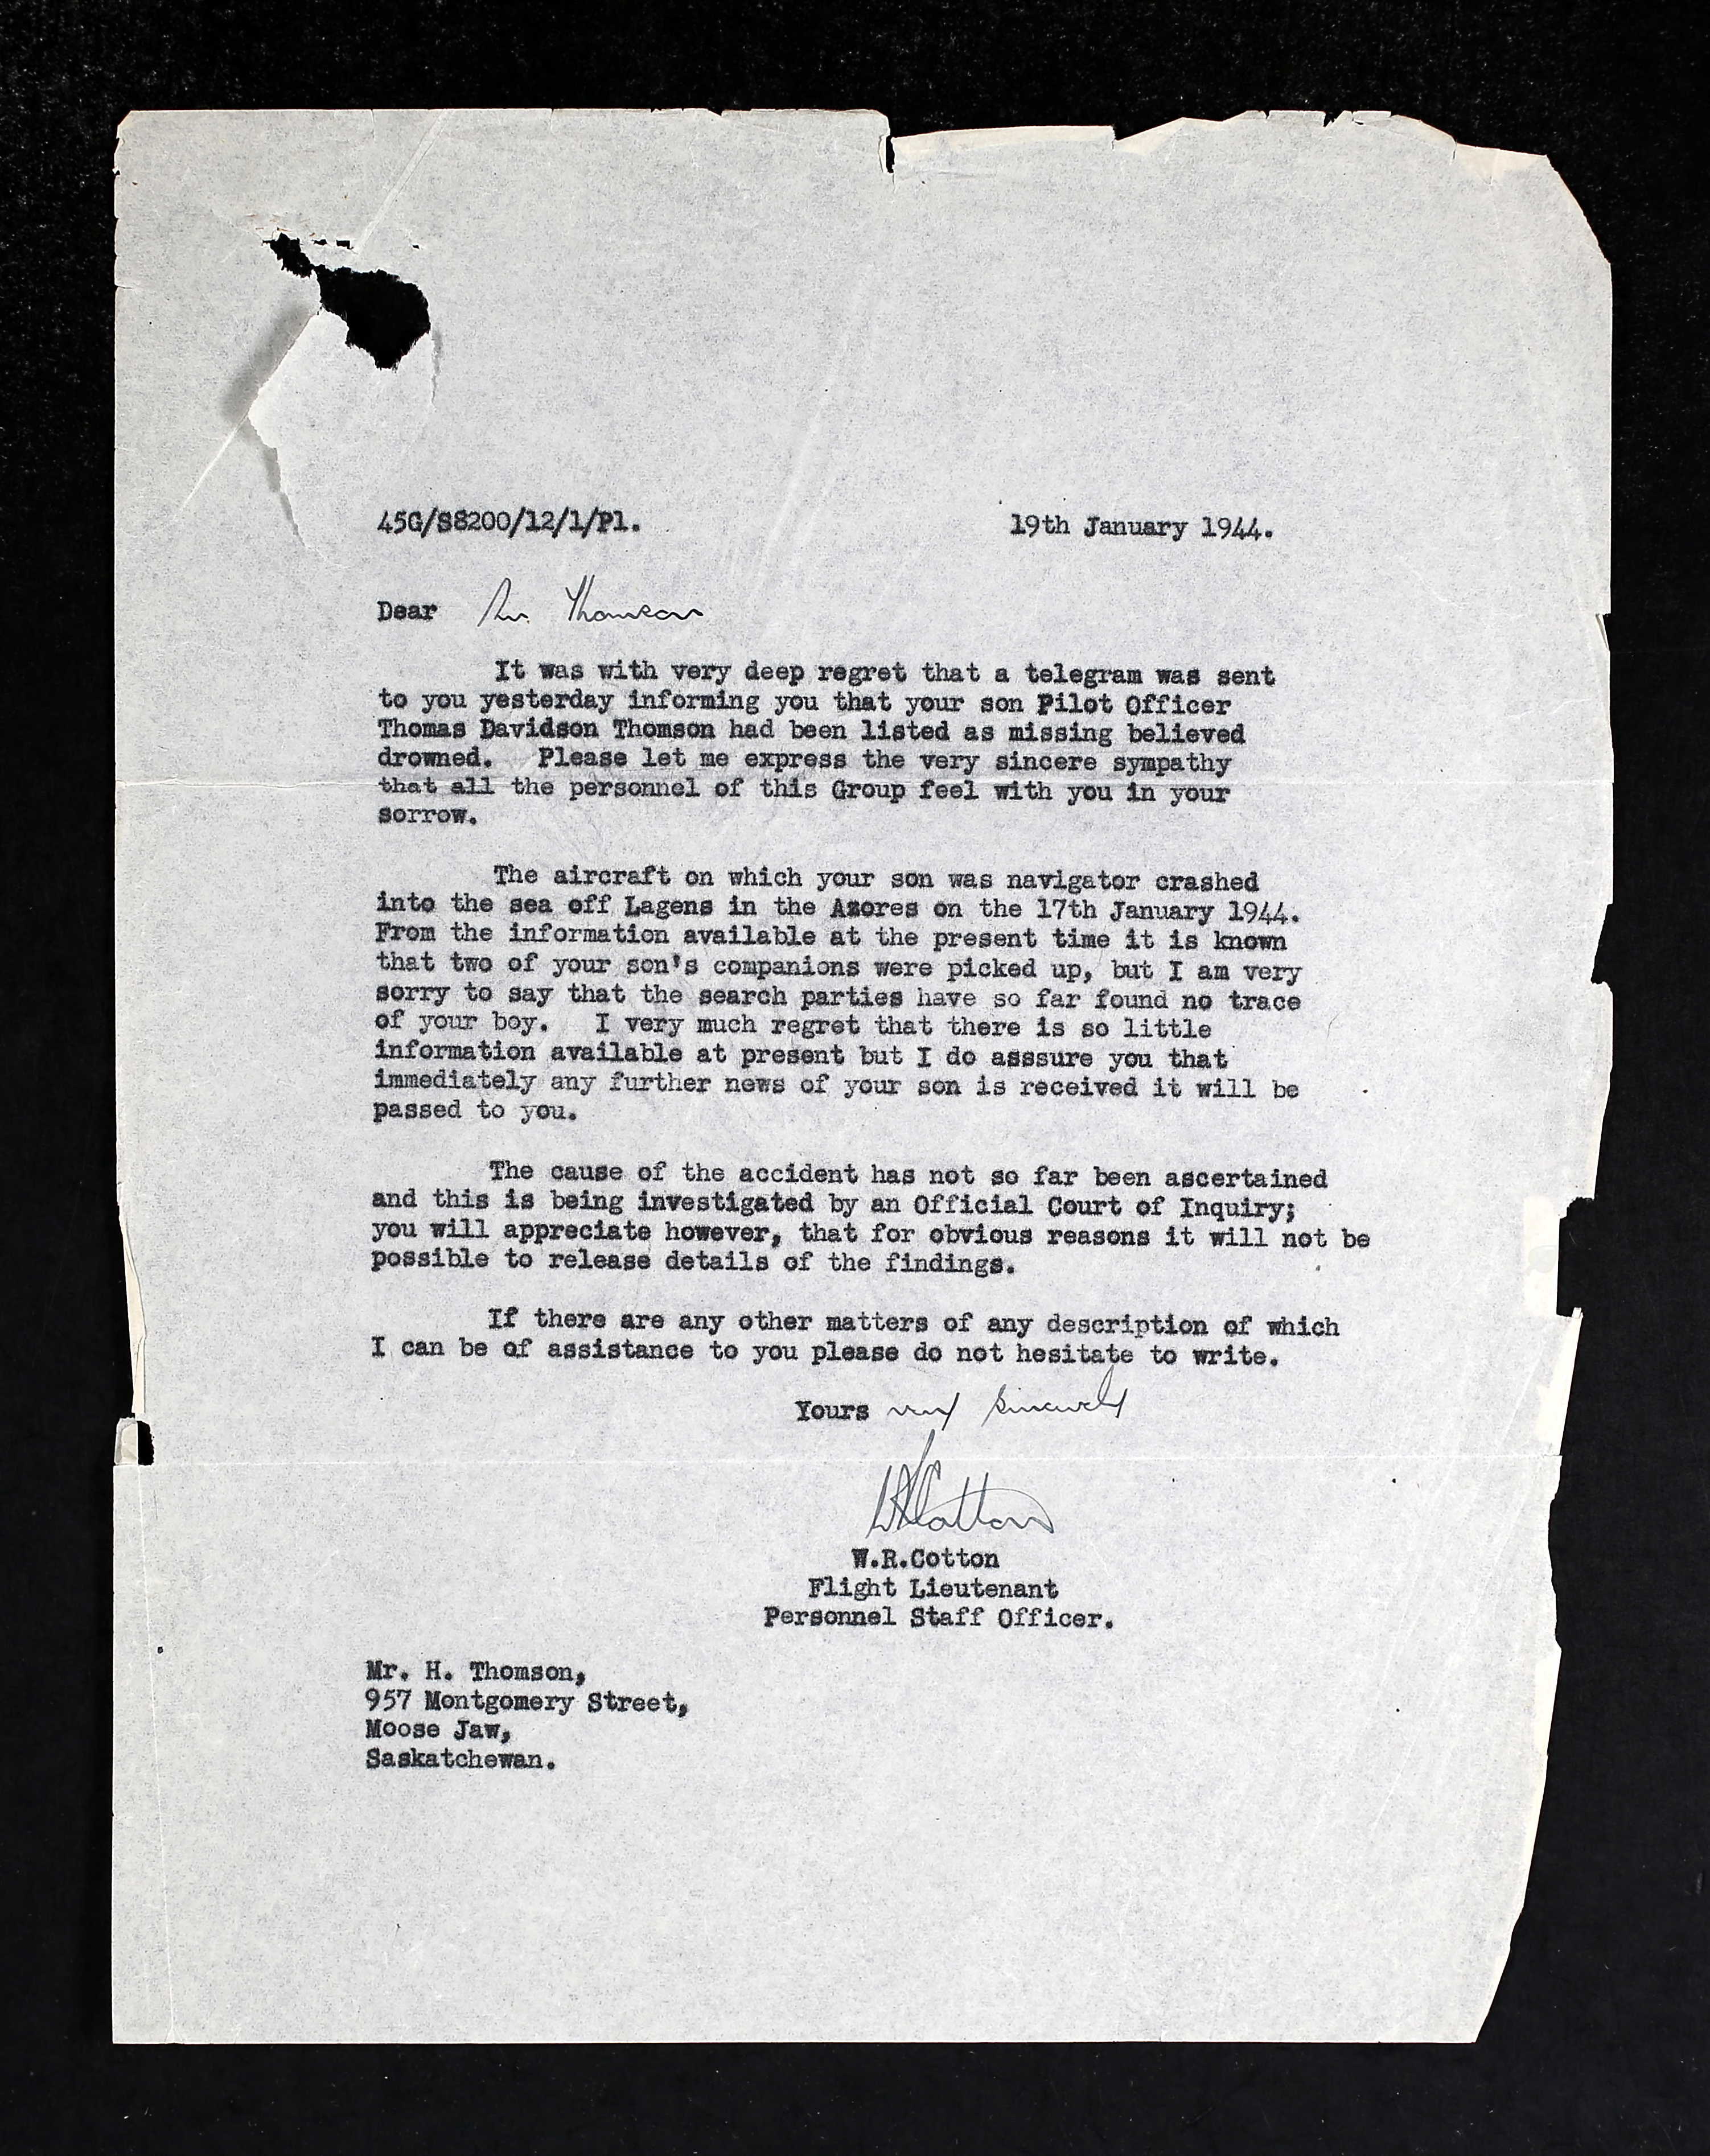 45G/S8200/12/1/P1.
19th January 1944.
Dear Mr. Thomson
It was with very deep regret that a telegram was sent
to you yesterday informing you that your son Pilot Officer
Thomas Davidson Thomson had been listed as missing believed
drowned. Please let me express the very sincere sympathy
that all the personnel of this Group feel with you in your
sorrow.
The aircraft on which your son was navigator crashed
into the sea off Lagens in the Azores on the 17th January 1944.
From the information available at the present time it is known
that two of your son's companions were picked up, but I am very
sorry to say that the search parties have so far found no trace
of your boy. I very much regret that there is so little
information available at present but I do asssure you that
immediately any further news of your son is received it will be
passed to you.
The cause of the accident has not so far been ascertained
and this is being investigated by an Official Court of Inquiry;
you will appreciate however, that for obvious reasons it will not be
possible to release details of the findings.
If there are any other matters of any description of which
I can be of assistance to you please do not hesitate to write.
Yours very sincerely
WRCotton
W.R.Cotton
Flight Lieutenant
Personnel Staff Officer.
Mr. H. Thomson,
957 Montgomery Street,
Moose Jaw,
Saskatchewan.